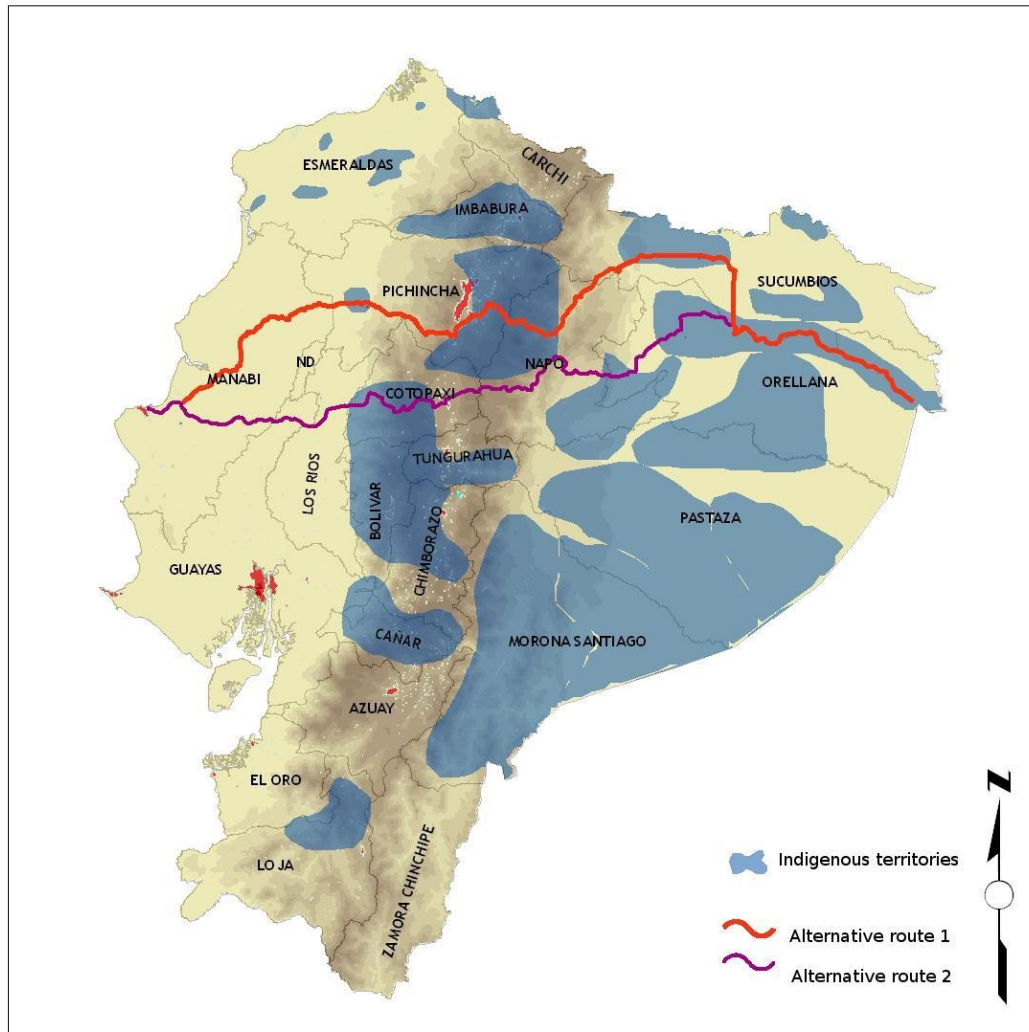 ESMERALDAS
CARCHI
IMBABURA
PICHINCHA
SUCUMBIOS
MANABI
ND
NAPO
COTOPAXI
ORELLANA
TUNGURAHUA
LOS RIOS
BOLIVAR
CHIMBORAZO
PASTAZA
GUAYAS
CAÑAR
MORONA SANTIAGO
AZUAY
EL ORO
LOJA
ZAMORA CHINCHIPE
N
Indigenous territories
Alternative route 1
Alternative route 2